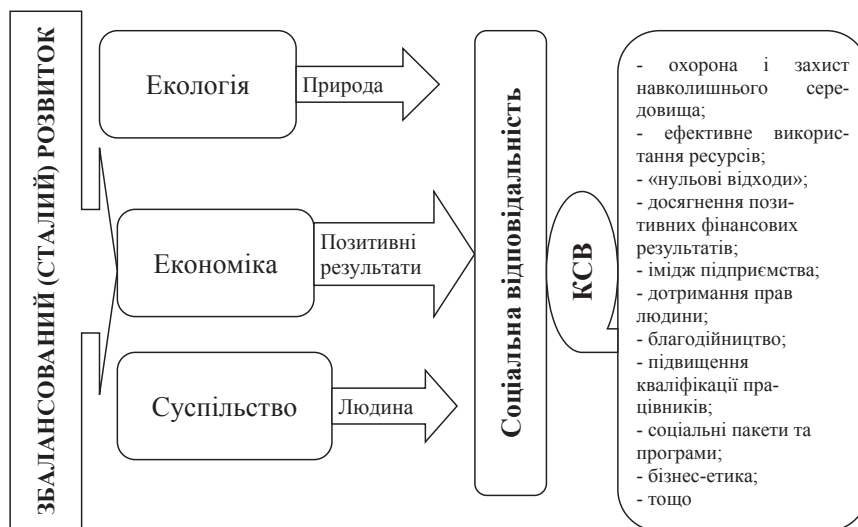 ЗБАЛАНСОВАНИЙ (СТАЛИЙ) РОЗВИТОК
Екологія
Природа
Економіка
Позитивні
результати
Суспільство
Людина
Соціальна відповідальність
КСВ
- охорона і захист
навколишнього сере-
довища;
- ефективне викорис-
тання ресурсів;
- «нульові відходи»;
- досягнення пози-
тивних фінансових
результатів;
- імідж підприємства;
- дотримання прав
людини;
- благодійництво;
- підвищення
кваліфікації пра-
цівників;
- соціальні пакети та
програми;
- бізнес-етика;
- тощо